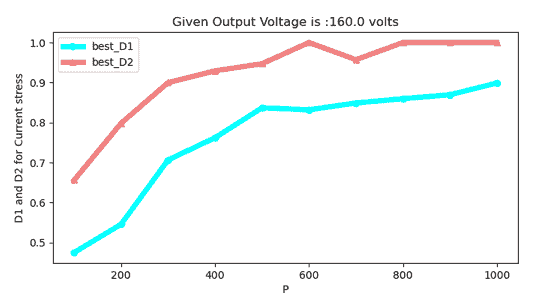 Given Output Voltage is :160.0 volts
best_D1
best_D2
D1 and D2 for Current stress
1.0
0.9
0.8
0.7
0.6
0.5
200
400
600
800
1000
P